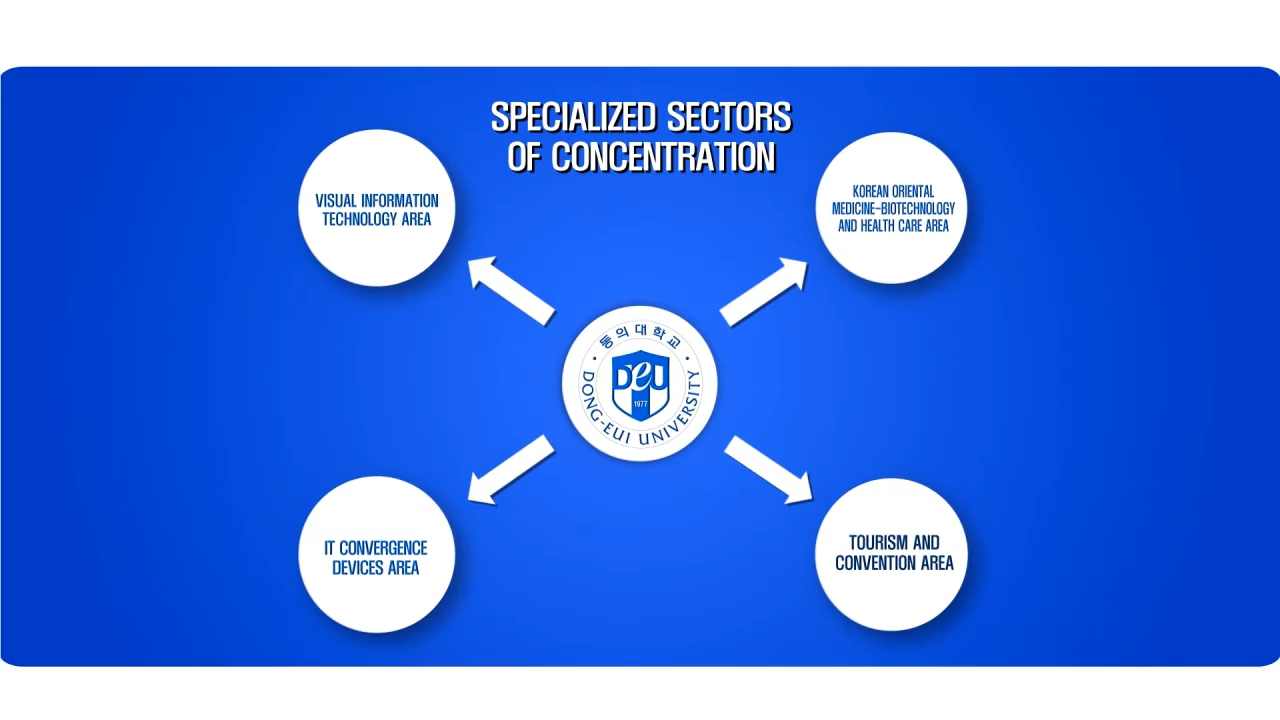 SPECIALIZED SECTORS
OF CONCENTRATION
VISUAL INFORMATION
TECHNOLOGY AREA
KOREAN ORIENTAL
MEDICINE-BIOTECHNOLOGY
AND HEALTH CARE AREA
동의대학교
DeU
1977
DONG-EUI UNIVERSITY
IT CONVERGENCE
DEVICES AREA
TOURISM AND
CONVENTION AREA